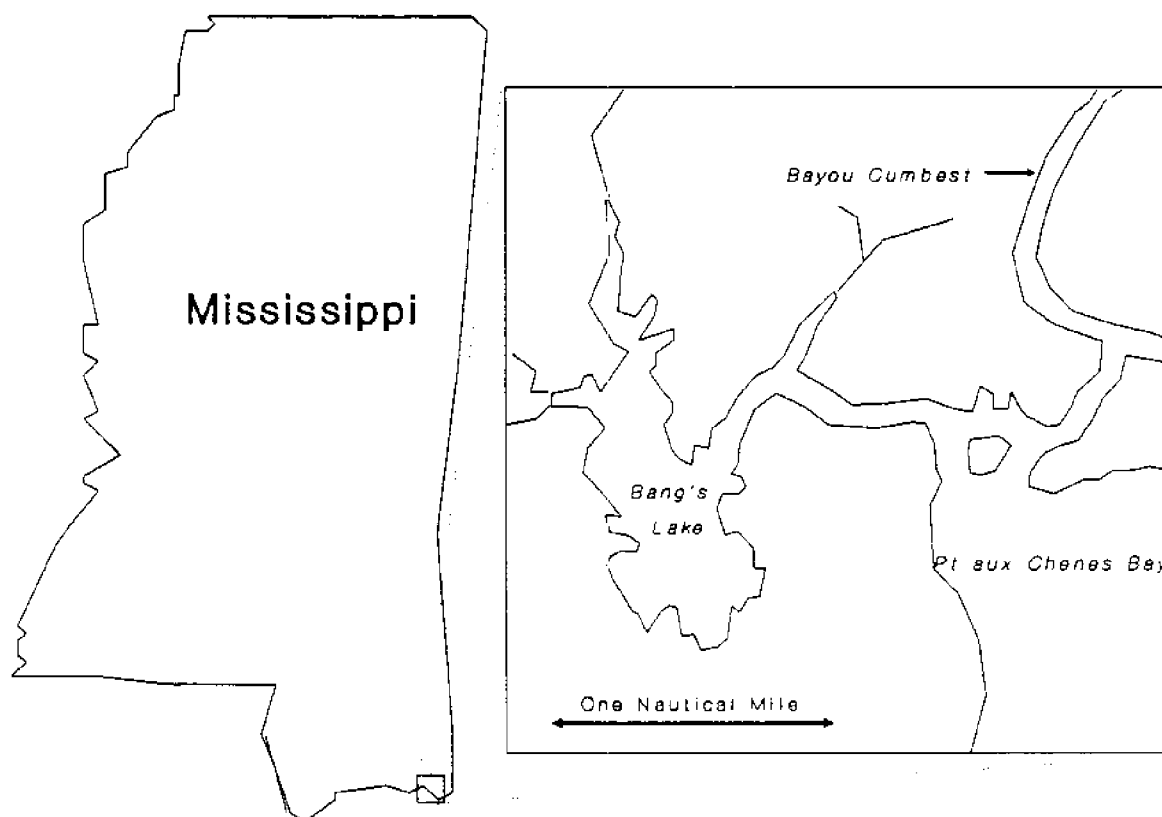 Mississippi
Bayou Cumbest
Bang's
Lake
Pt aux Chenes Bay
One Nautical Mile